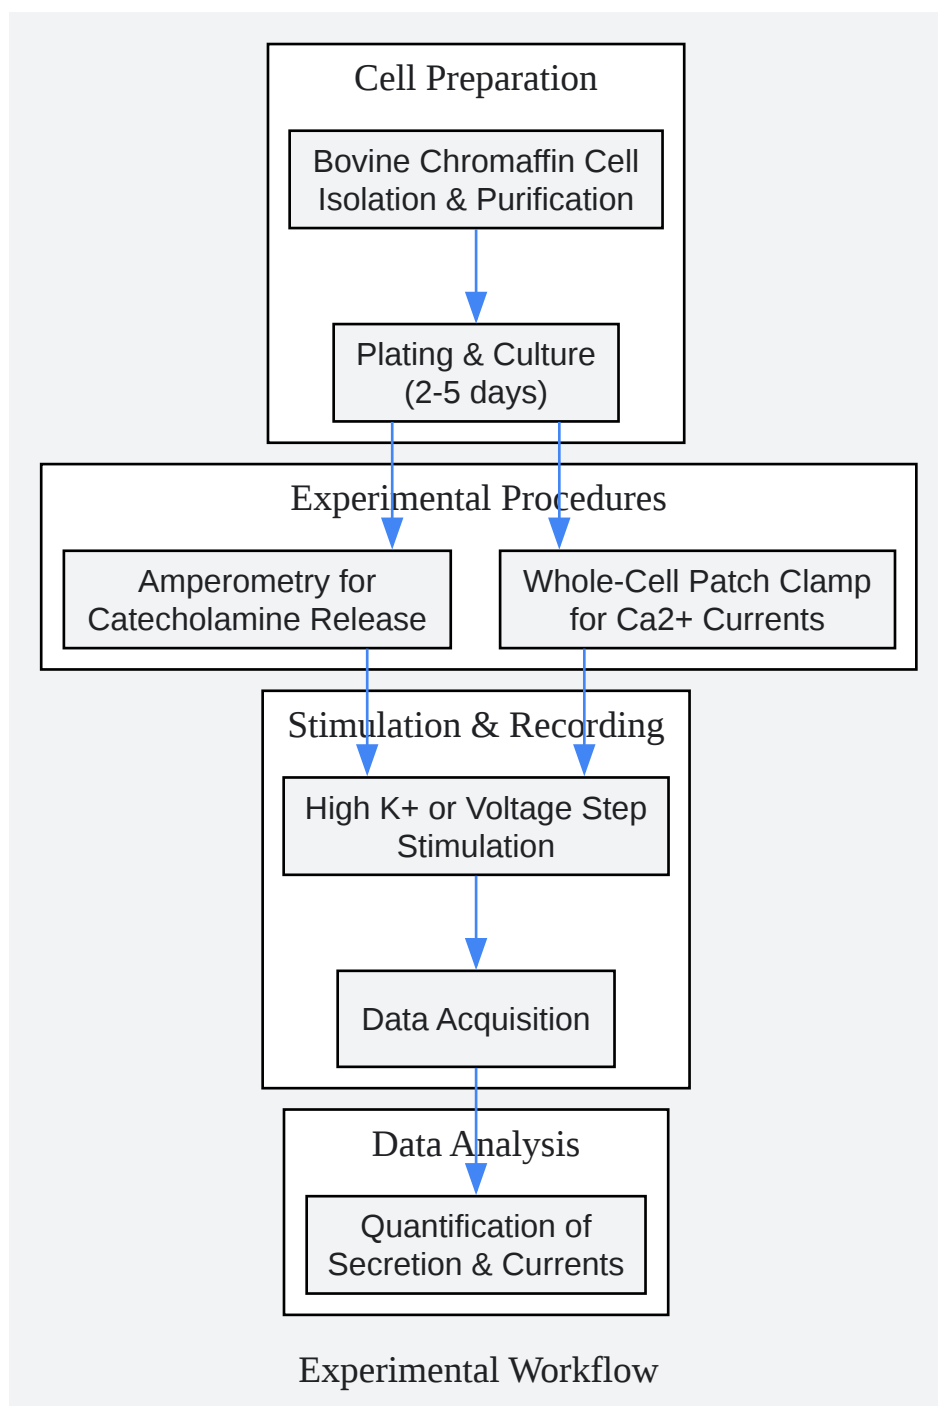 Cell Preparation
Bovine Chromaffin Cell
Isolation & Purification
Plating & Culture
(2-5 days)
Experimental Procedures
Amperometry for
Catecholamine Release
Whole-Cell Patch Clamp
for Ca2+ Currents
Stimulation & Recording
High K+ or Voltage Step
Stimulation
Data Acquisition
Data Analysis
Quantification of
Secretion & Currents
Experimental Workflow